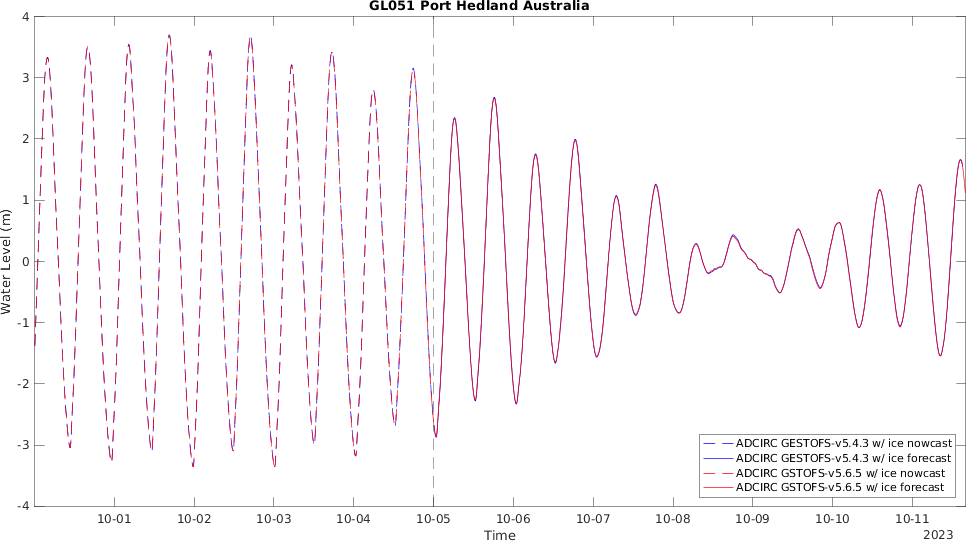 GL051 Port Hedland Australia
4
3
2
1
0
-1
-2
-3
-4
Water Level (m)
10-01 10-02 10-03 10-04 10-05 10-06 10-07 10-08 10-09 10-10 10-11
Time
2023
ADCIRC GESTOFS-v5.4.3 w/ ice nowcast
ADCIRC GESTOFS-v5.4.3 w/ ice forecast
ADCIRC GSTOFS-v5.6.5 w/ ice nowcast
ADCIRC GSTOFS-v5.6.5 w/ ice forecast